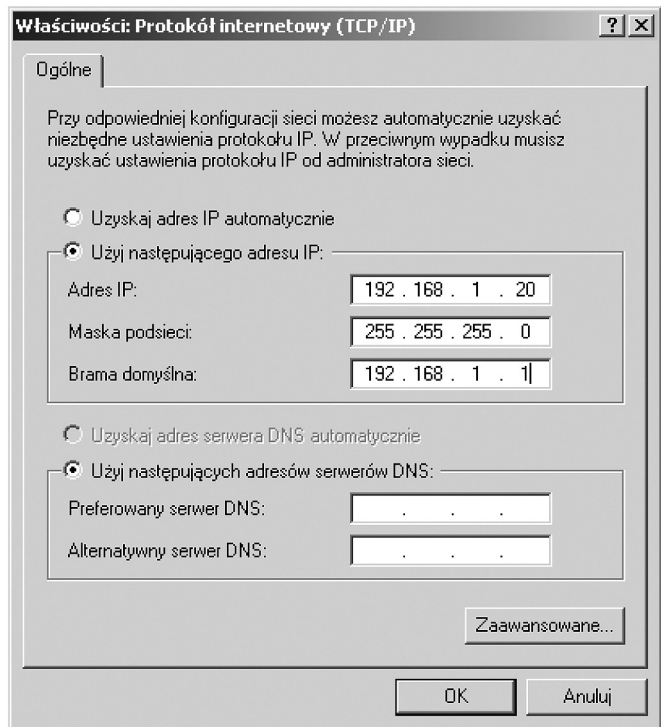 Właściwości: Protokół internetowy (TCP/IP)
Ogólne
Przy odpowiedniej konfiguracji sieci możesz automatycznie uzyskać
niezbędne ustawienia protokołu IP. W przeciwnym wypadku musisz
uzyskać ustawienia protokołu IP od administratora sieci.
Uzyskaj adres IP automatycznie
Użyj następującego adresu IP:
Adres IP: 192 . 168 . 1 . 20
Maska podsieci: 255 . 255 . 255 . 0
Brama domyślna: 192 . 168 . 1 . 1
Uzyskaj adres serwera DNS automatycznie
Użyj następujących adresów serwerów DNS:
Preferowany serwer DNS: . . .
Alternatywny serwer DNS: . . .
Zaawansowane...
OK Anuluj